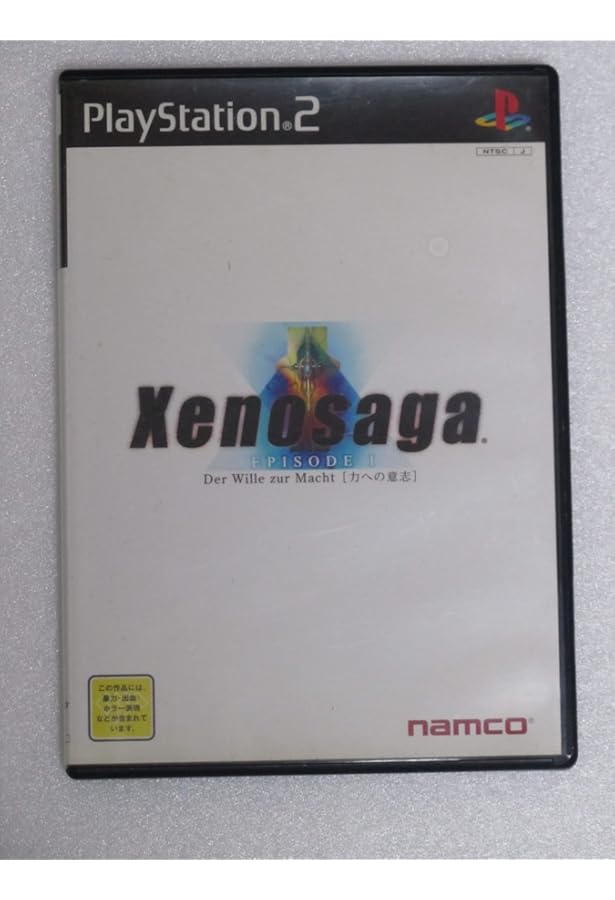 PlayStation®2
NTSC J
Xenosaga®
EPISODE I
Der Wille zur Macht [力への意志]
この作品には、
暴力・出血・
ホラー表現
などが含まれて
います。
namco®